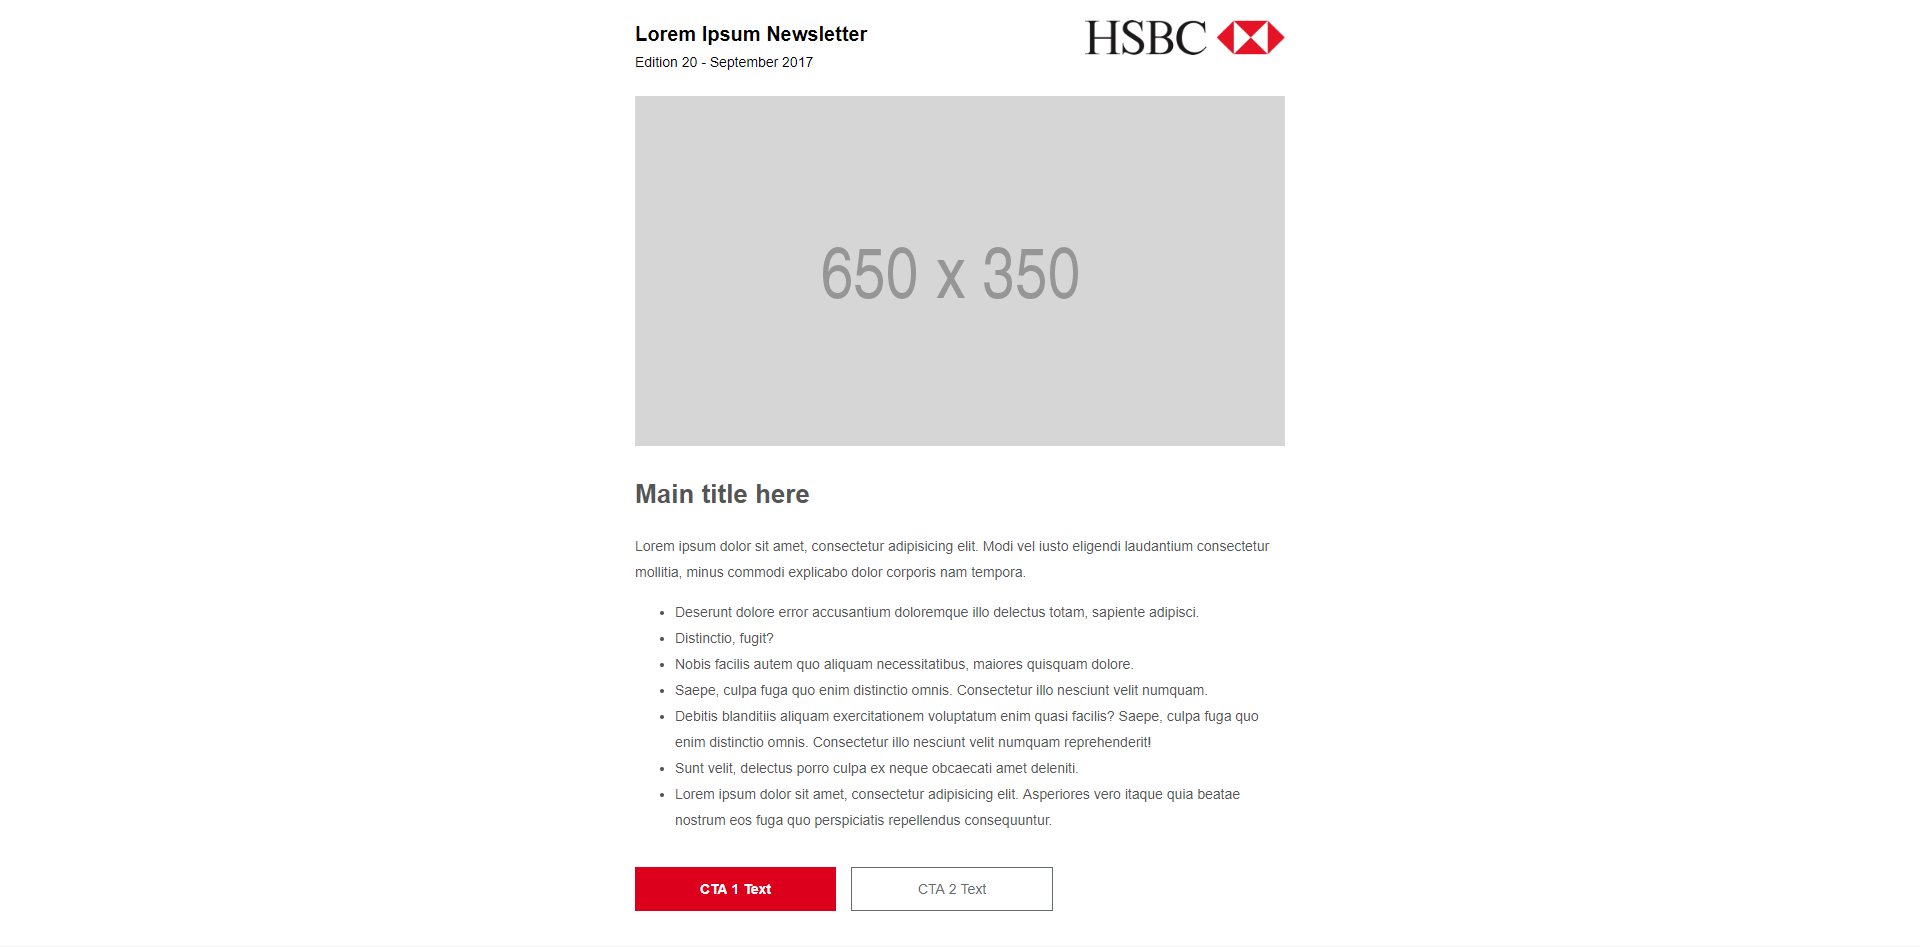 Lorem Ipsum Newsletter
HSBC
Edition 20 - September 2017
650 x 350
Main title here
Lorem ipsum dolor sit amet, consectetur adipisicing elit. Modi vel iusto eligendi laudantium consectetur
mollitia, minus commodi explicabo dolor corporis nam tempora.
• Deserunt dolore error accusantium doloremque illo delectus totam, sapiente adipisci.
• Distinctio, fugit?
• Nobis facilis autem quo aliquam necessitatibus, maiores quisquam dolore.
• Saepe, culpa fuga quo enim distinctio omnis. Consectetur illo nesciunt velit numquam.
• Debitis blanditiis aliquam exercitationem voluptatum enim quasi facilis? Saepe, culpa fuga quo
enim distinctio omnis. Consectetur illo nesciunt velit numquam reprehenderit!
• Sunt velit, delectus porro culpa ex neque obcaecati amet deleniti.
• Lorem ipsum dolor sit amet, consectetur adipisicing elit. Asperiores vero itaque quia beatae
nostrum eos fuga quo perspiciatis repellendus consequuntur.
CTA 1 Text
CTA 2 Text